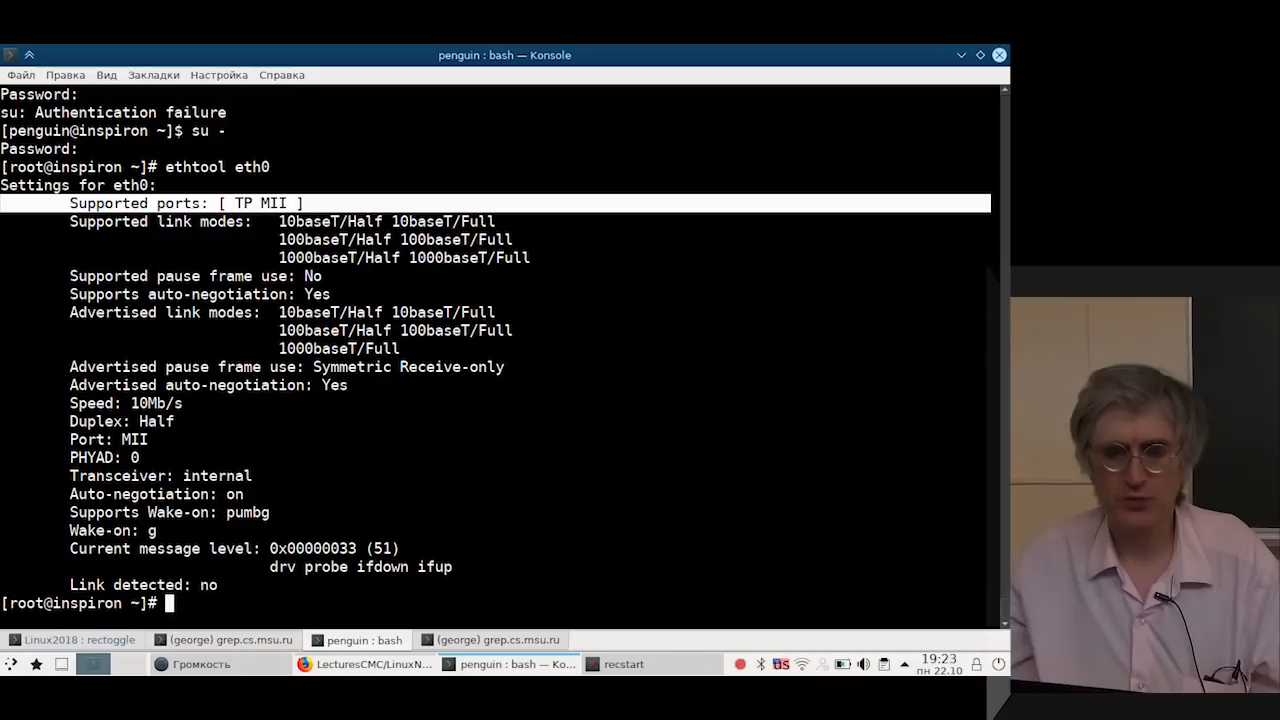 penguin : bash — Konsole
Файл Правка Вид Закладки Настройка Справка
Password:
su: Authentication failure
[penguin@inspiron ~]$ su -
Password:
[root@inspiron ~]# ethtool eth0
Settings for eth0:
Supported ports: [ TP MII ]
Supported link modes: 10baseT/Half 10baseT/Full
100baseT/Half 100baseT/Full
1000baseT/Half 1000baseT/Full
Supported pause frame use: No
Supports auto-negotiation: Yes
Advertised link modes: 10baseT/Half 10baseT/Full
100baseT/Half 100baseT/Full
1000baseT/Full
Advertised pause frame use: Symmetric Receive-only
Advertised auto-negotiation: Yes
Speed: 10Mb/s
Duplex: Half
Port: MII
PHYAD: 0
Transceiver: internal
Auto-negotiation: on
Supports Wake-on: pumbg
Wake-on: g
Current message level: 0x00000033 (51)
drv probe ifdown ifup
Link detected: no
[root@inspiron ~]#
Linux2018 : rectoggle (george) grep.cs.msu.ru penguin : bash (george) grep.cs.msu.ru
Громкость LecturesCMC/LinuxN... penguin : bash — Ko... recstart US 19:23
пн 22.10